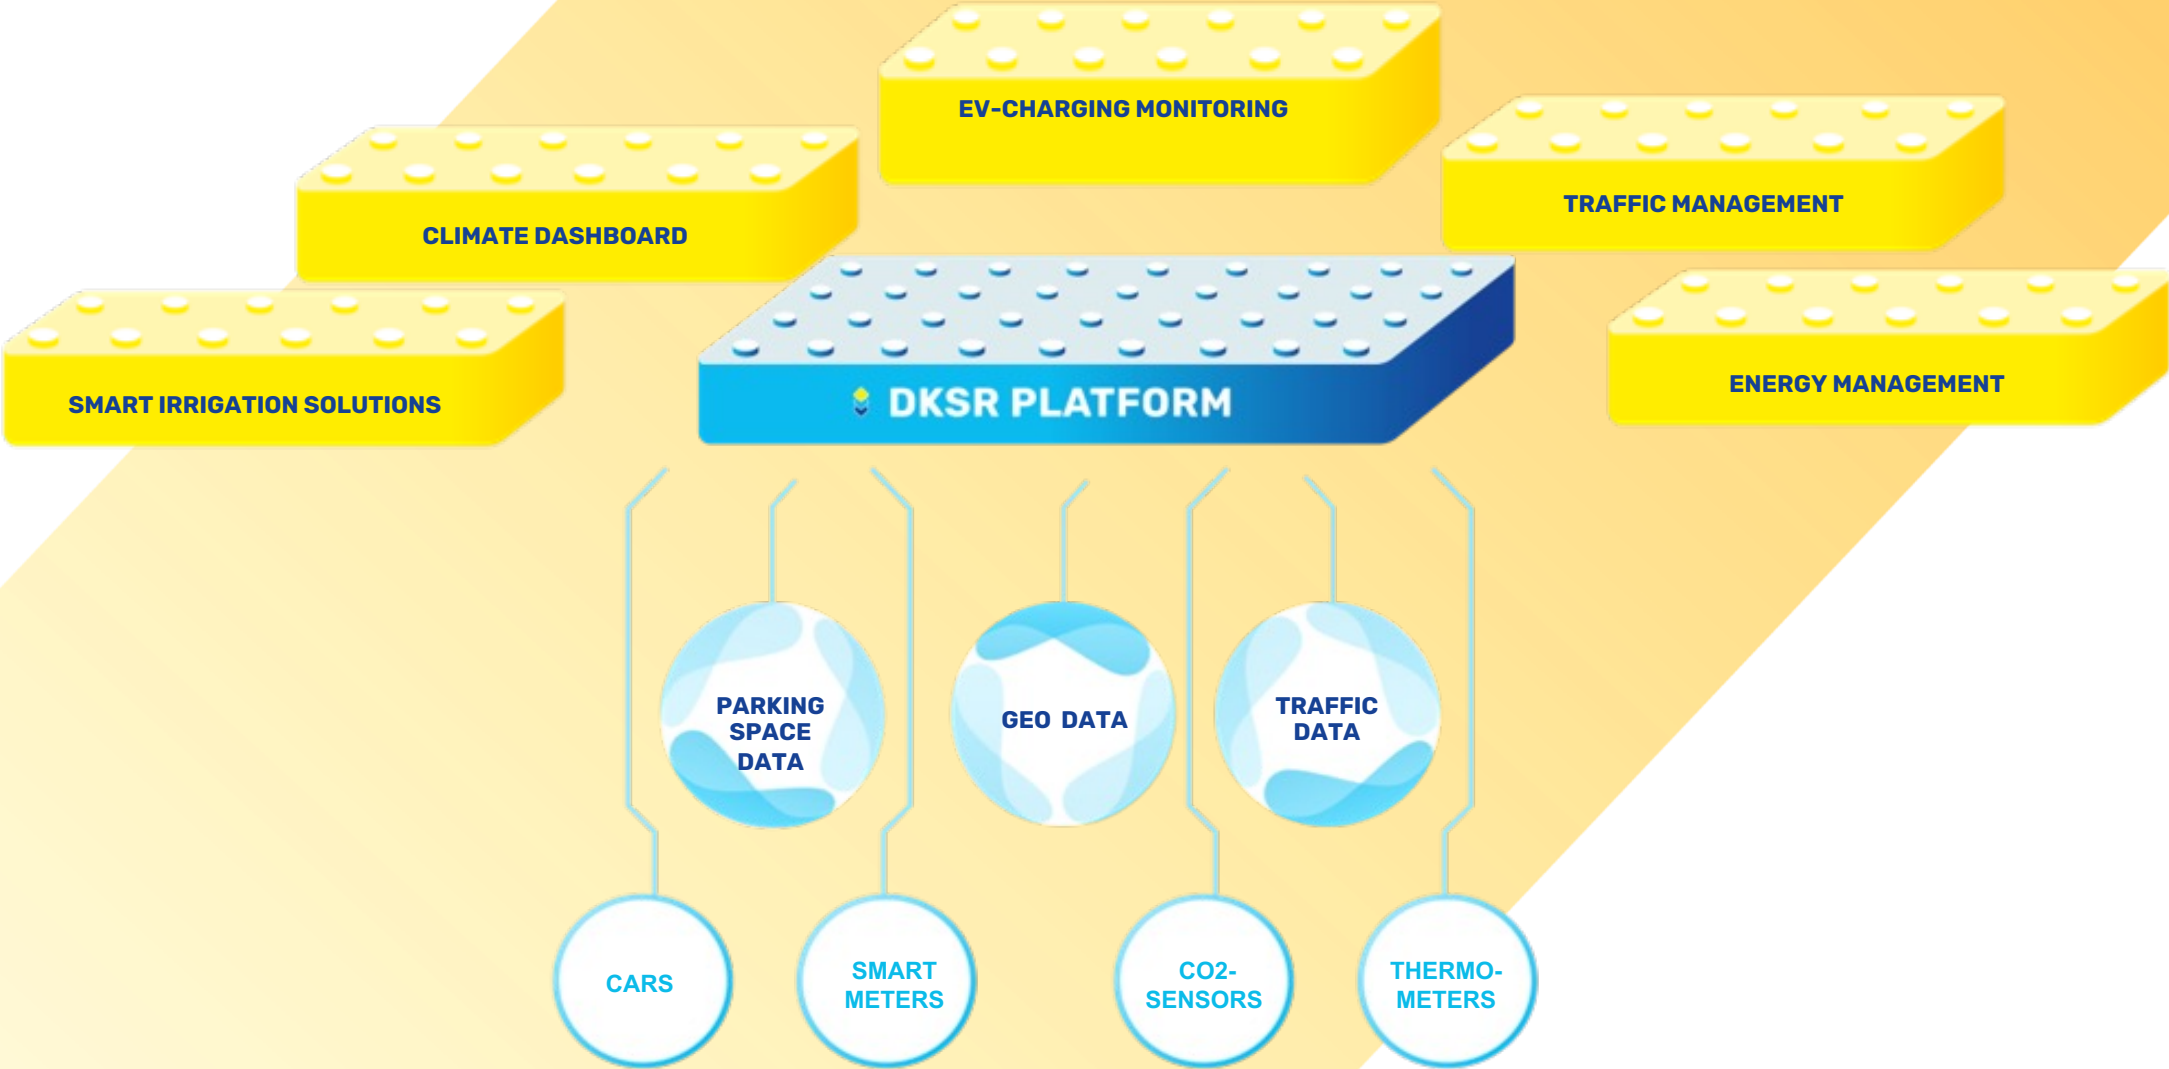 EV-CHARGING MONITORING
CLIMATE DASHBOARD
TRAFFIC MANAGEMENT
SMART IRRIGATION SOLUTIONS
DKSR PLATFORM
ENERGY MANAGEMENT
PARKING
SPACE
DATA
GEO DATA
TRAFFIC
DATA
CARS
SMART
METERS
CO2-
SENSORS
THERMO-
METERS